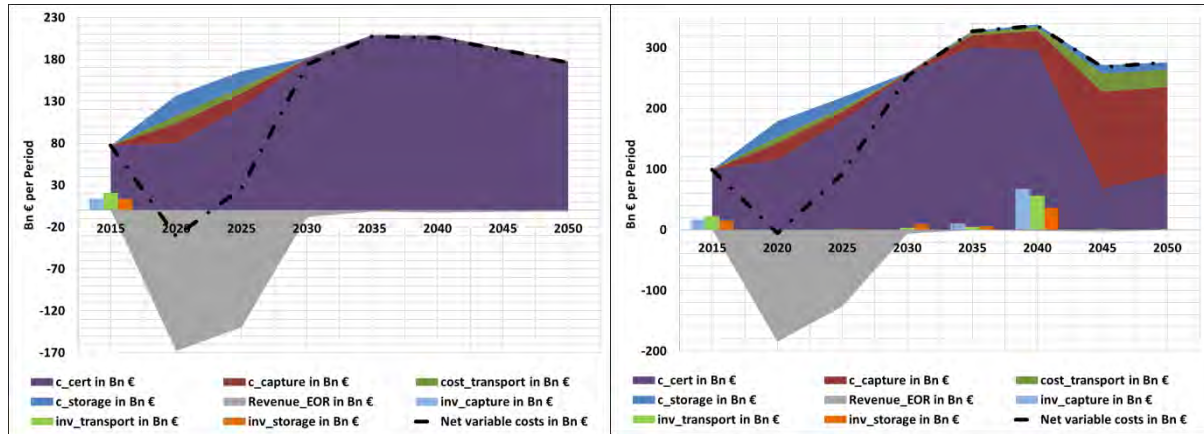 230
180
130
80
30
-20
-70
-120
-170
Bn € per Period
2015 2020 2025 2030 2035 2040 2045 2050
c_cert in Bn € c_capture in Bn € cost_transport in Bn €
c_storage in Bn € Revenue_EOR in Bn € inv_capture in Bn €
inv_transport in Bn € inv_storage in Bn € Net variable costs in Bn €
300
200
100
0
-100
-200
Bn € per Period
2015 2020 2025 2030 2035 2040 2045 2050
c_cert in Bn € c_capture in Bn € cost_transport in Bn €
c_storage in Bn € Revenue_EOR in Bn € inv_capture in Bn €
inv_transport in Bn € inv_storage in Bn € Net variable costs in Bn €